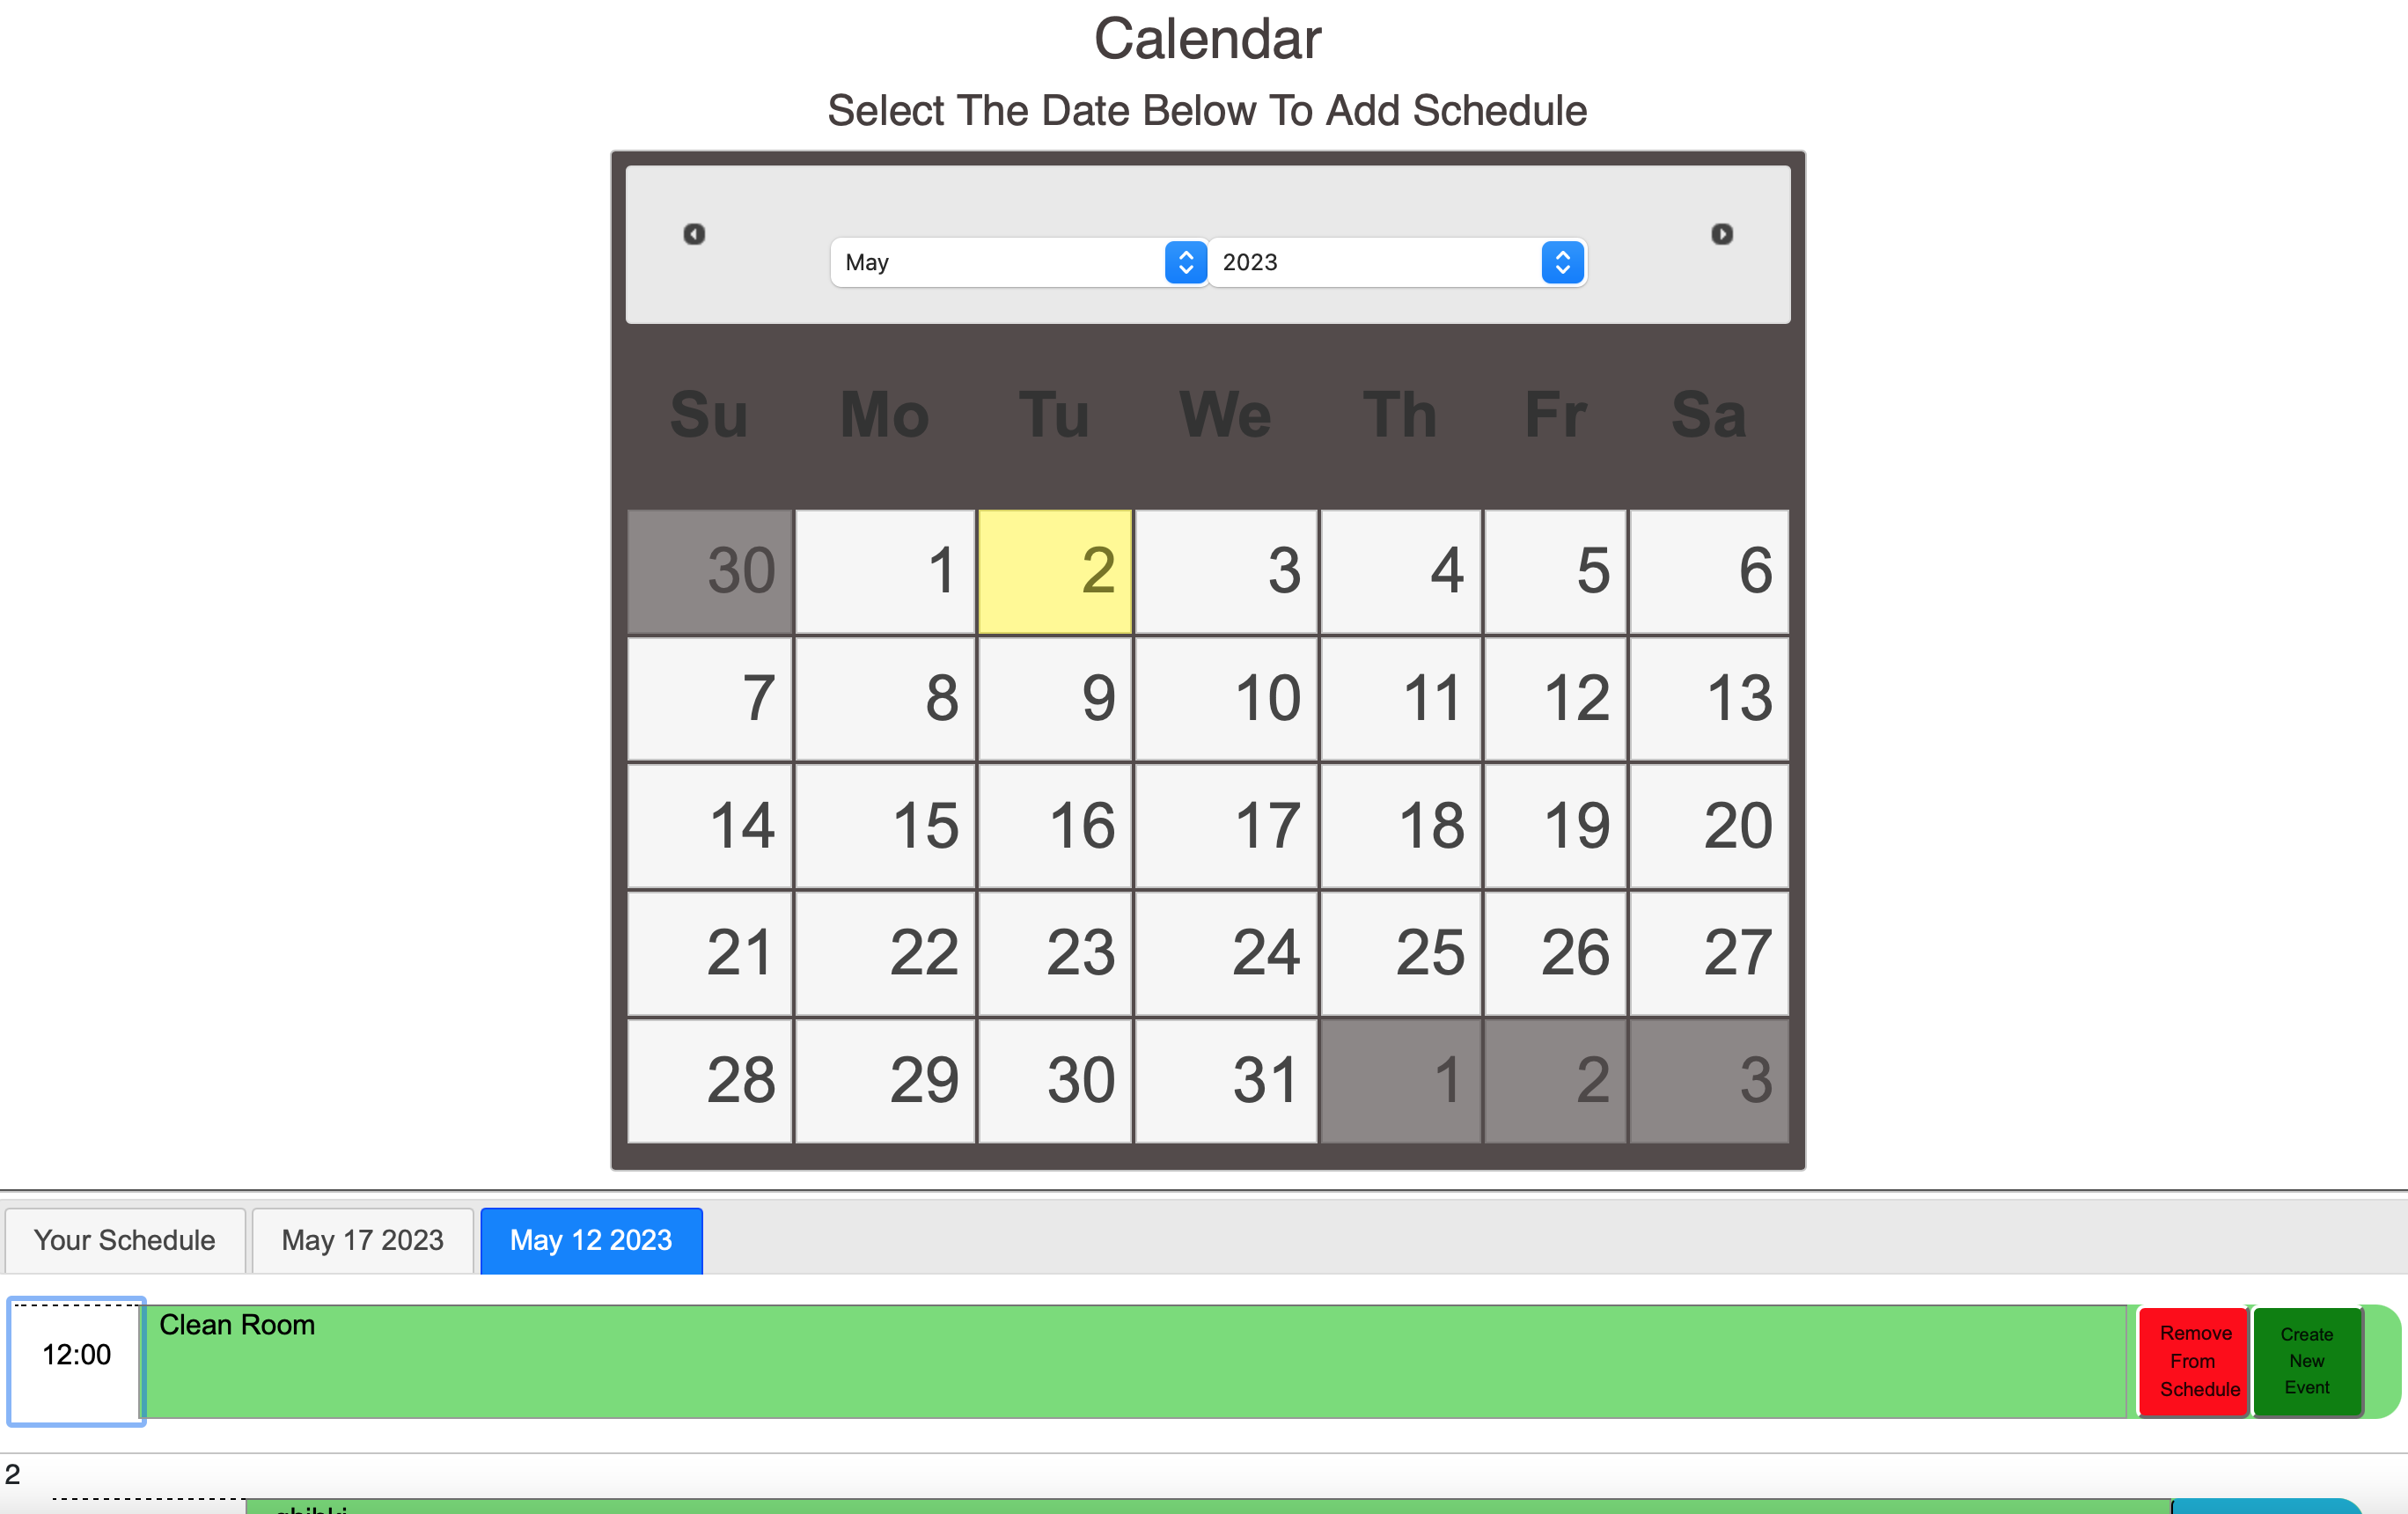 Calendar
Select The Date Below To Add Schedule
May 2023
Su Mo Tu We Th Fr Sa
30 1 2 3 4 5 6
7 8 9 10 11 12 13
14 15 16 17 18 19 20
21 22 23 24 25 26 27
28 29 30 31 1 2 3
Your Schedule May 17 2023 May 12 2023
12:00
Clean Room
Remove
From
Schedule
Create
New
Event
2